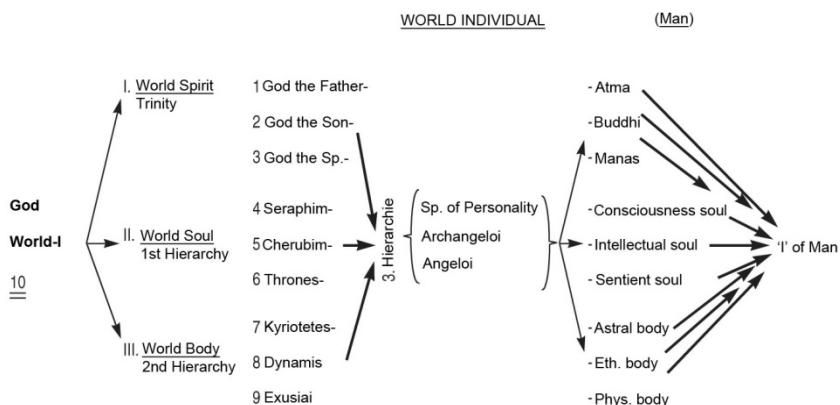 WORLD INDIVIDUAL
(Man)
God
World-I
10
I. World Spirit
Trinity
II. World Soul
1st Hierarchy
III. World Body
2nd Hierarchy
1 God the Father-
2 God the Son-
3 God the Sp.-
4 Seraphim-
5 Cherubim-
6 Thrones-
7 Kyriotetes-
8 Dynamis
9 Exusiai
3. Hierarchie
Sp. of Personality
Archangeloi
Angeloi
-Atma
-Buddhi
-Manas
-Consciousness soul
-Intellectual soul
-Sentient soul
-Astral body
-Eth. body
-Phys. body
'I' of Man